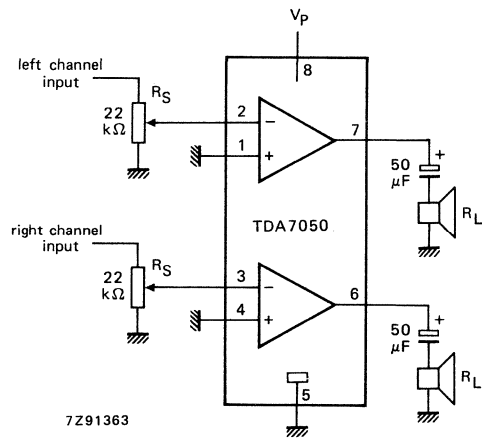 V_P
8
left channel
input
R_S
22
kΩ
2
−
1
+
7
50
μF
+
R_L
TDA7050
right channel
input
R_S
22
kΩ
3
−
4
+
6
50
μF
+
R_L
5
7Z91363